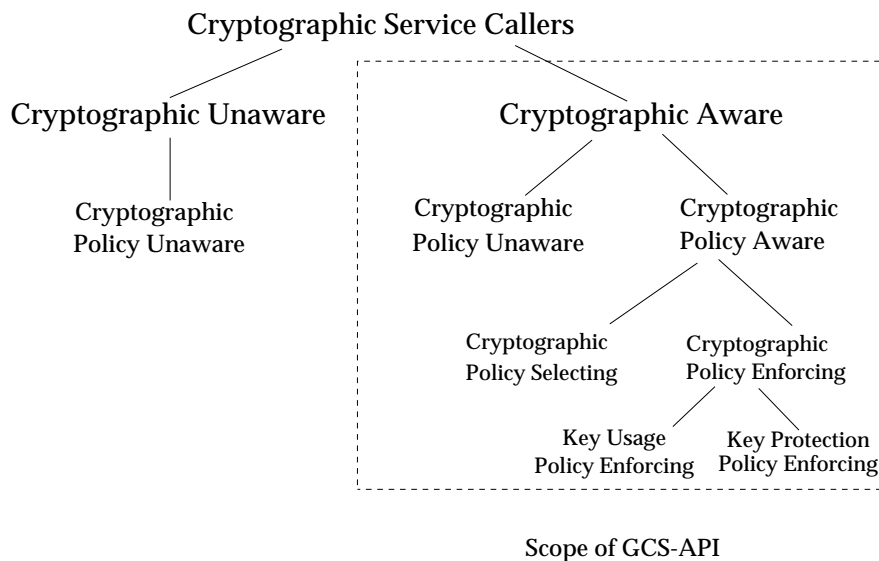 Cryptographic Service Callers
Cryptographic Unaware
Cryptographic Aware
Cryptographic
Policy Unaware
Cryptographic
Policy Unaware
Cryptographic
Policy Aware
Cryptographic
Policy Selecting
Cryptographic
Policy Enforcing
Key Usage
Policy Enforcing
Key Protection
Policy Enforcing
Scope of GCS-API